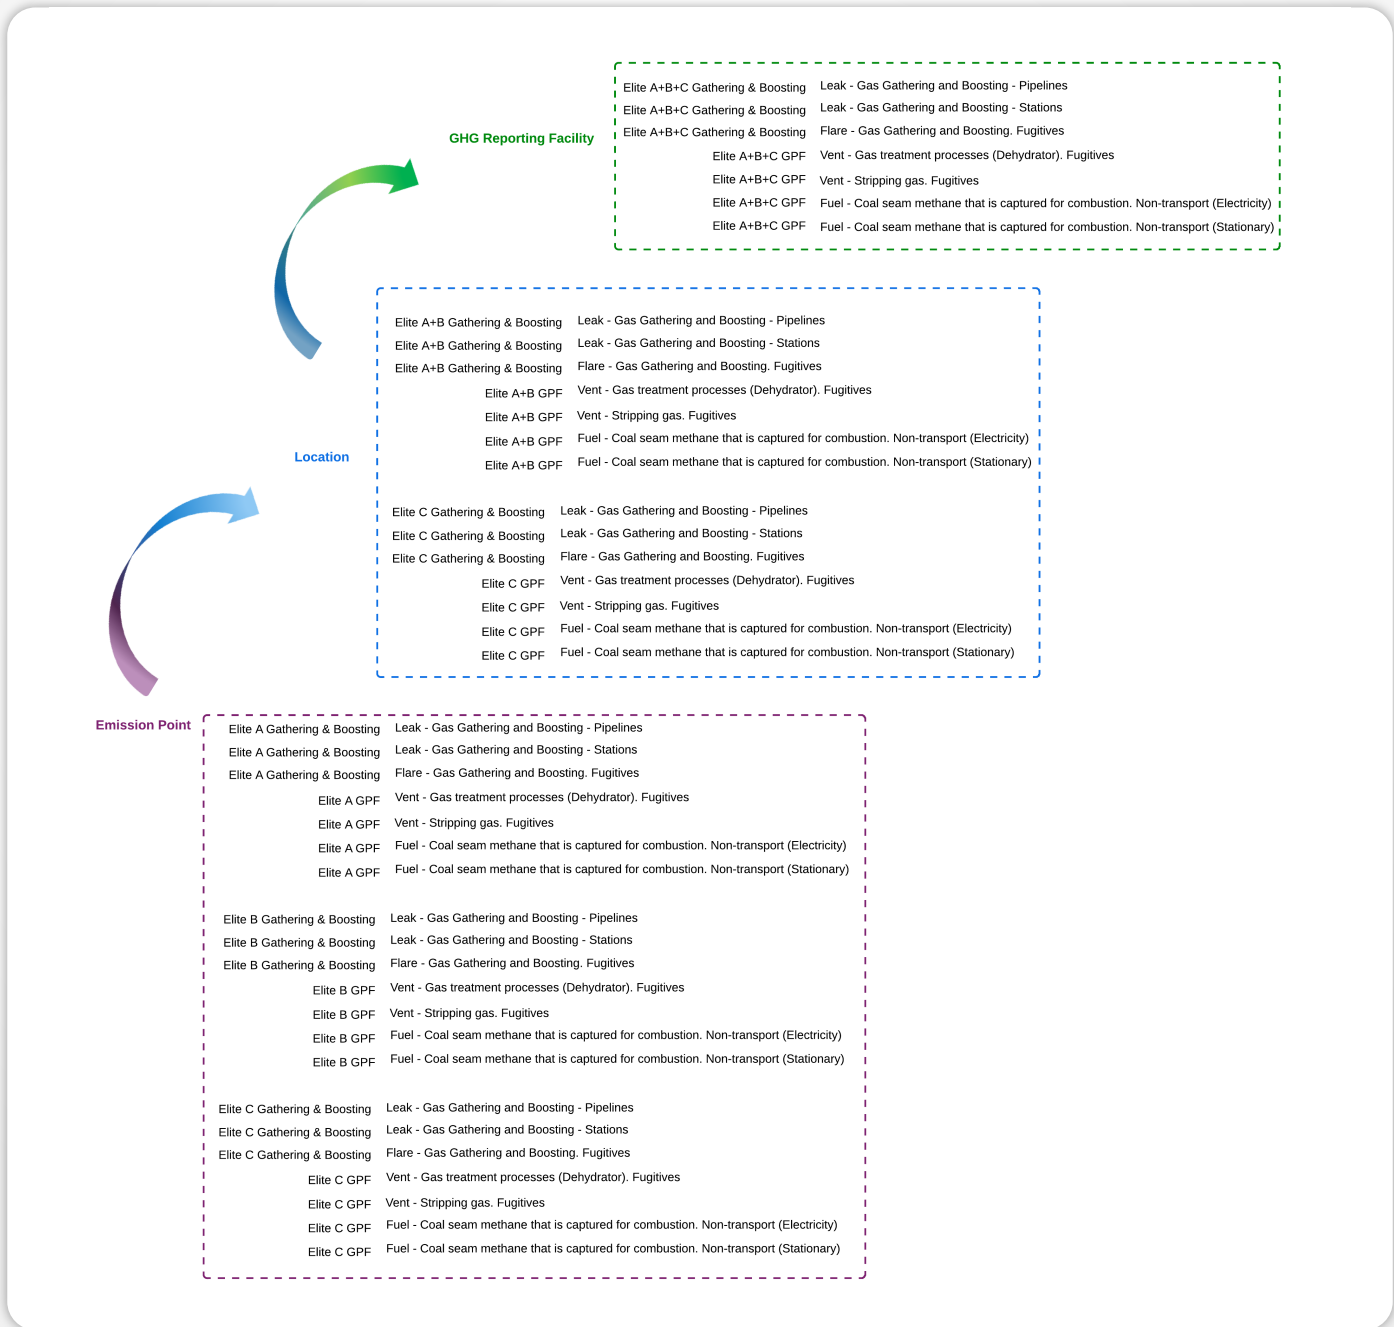 GHG Reporting Facility
Elite A+B+C Gathering & Boosting Leak - Gas Gathering and Boosting - Pipelines
Elite A+B+C Gathering & Boosting Leak - Gas Gathering and Boosting - Stations
Elite A+B+C Gathering & Boosting Flare - Gas Gathering and Boosting. Fugitives
Elite A+B+C GPF Vent - Gas treatment processes (Dehydrator). Fugitives
Elite A+B+C GPF Vent - Stripping gas. Fugitives
Elite A+B+C GPF Fuel - Coal seam methane that is captured for combustion. Non-transport (Electricity)
Elite A+B+C GPF Fuel - Coal seam methane that is captured for combustion. Non-transport (Stationary)
Location
Elite A+B Gathering & Boosting Leak - Gas Gathering and Boosting - Pipelines
Elite A+B Gathering & Boosting Leak - Gas Gathering and Boosting - Stations
Elite A+B Gathering & Boosting Flare - Gas Gathering and Boosting. Fugitives
Elite A+B GPF Vent - Gas treatment processes (Dehydrator). Fugitives
Elite A+B GPF Vent - Stripping gas. Fugitives
Elite A+B GPF Fuel - Coal seam methane that is captured for combustion. Non-transport (Electricity)
Elite A+B GPF Fuel - Coal seam methane that is captured for combustion. Non-transport (Stationary)
Elite C Gathering & Boosting Leak - Gas Gathering and Boosting - Pipelines
Elite C Gathering & Boosting Leak - Gas Gathering and Boosting - Stations
Elite C Gathering & Boosting Flare - Gas Gathering and Boosting. Fugitives
Elite C GPF Vent - Gas treatment processes (Dehydrator). Fugitives
Elite C GPF Vent - Stripping gas. Fugitives
Elite C GPF Fuel - Coal seam methane that is captured for combustion. Non-transport (Electricity)
Elite C GPF Fuel - Coal seam methane that is captured for combustion. Non-transport (Stationary)
Emission Point
Elite A Gathering & Boosting Leak - Gas Gathering and Boosting - Pipelines
Elite A Gathering & Boosting Leak - Gas Gathering and Boosting - Stations
Elite A Gathering & Boosting Flare - Gas Gathering and Boosting. Fugitives
Elite A GPF Vent - Gas treatment processes (Dehydrator). Fugitives
Elite A GPF Vent - Stripping gas. Fugitives
Elite A GPF Fuel - Coal seam methane that is captured for combustion. Non-transport (Electricity)
Elite A GPF Fuel - Coal seam methane that is captured for combustion. Non-transport (Stationary)
Elite B Gathering & Boosting Leak - Gas Gathering and Boosting - Pipelines
Elite B Gathering & Boosting Leak - Gas Gathering and Boosting - Stations
Elite B Gathering & Boosting Flare - Gas Gathering and Boosting. Fugitives
Elite B GPF Vent - Gas treatment processes (Dehydrator). Fugitives
Elite B GPF Vent - Stripping gas. Fugitives
Elite B GPF Fuel - Coal seam methane that is captured for combustion. Non-transport (Electricity)
Elite B GPF Fuel - Coal seam methane that is captured for combustion. Non-transport (Stationary)
Elite C Gathering & Boosting Leak - Gas Gathering and Boosting - Pipelines
Elite C Gathering & Boosting Leak - Gas Gathering and Boosting - Stations
Elite C Gathering & Boosting Flare - Gas Gathering and Boosting. Fugitives
Elite C GPF Vent - Gas treatment processes (Dehydrator). Fugitives
Elite C GPF Vent - Stripping gas. Fugitives
Elite C GPF Fuel - Coal seam methane that is captured for combustion. Non-transport (Electricity)
Elite C GPF Fuel - Coal seam methane that is captured for combustion. Non-transport (Stationary)